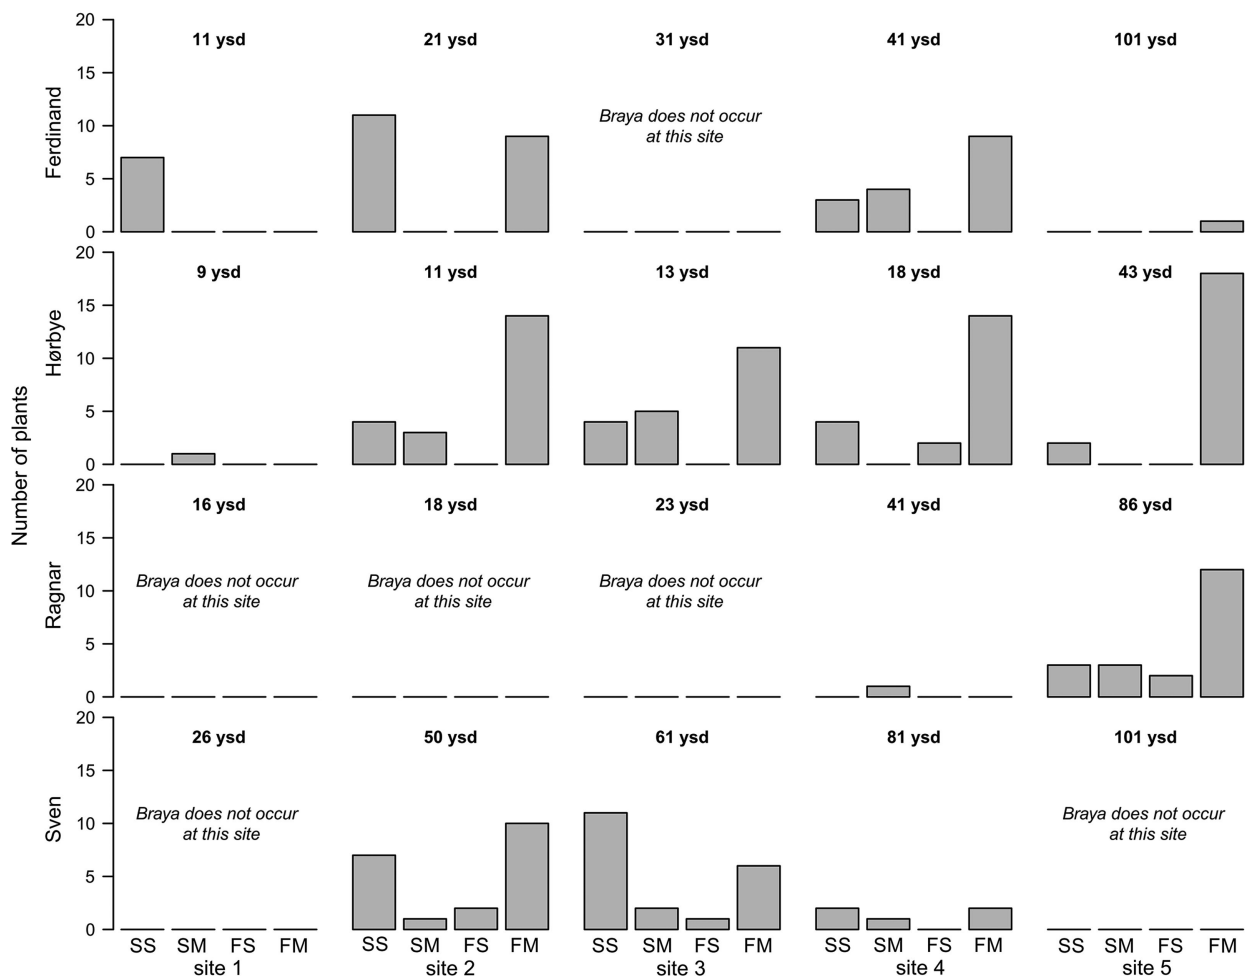 Number of plants
Ferdinand
20
15
10
5
0
11 ysd
21 ysd
31 ysd
41 ysd
101 ysd
Braya does not occur
at this site
Hørbye
20
15
10
5
0
9 ysd
11 ysd
13 ysd
18 ysd
43 ysd
Ragnar
20
15
10
5
0
16 ysd
18 ysd
23 ysd
41 ysd
86 ysd
Braya does not occur
at this site
Braya does not occur
at this site
Braya does not occur
at this site
Sven
20
15
10
5
0
26 ysd
50 ysd
61 ysd
81 ysd
101 ysd
Braya does not occur
at this site
Braya does not occur
at this site
SS SM FS FM
SS SM FS FM
SS SM FS FM
SS SM FS FM
SS SM FS FM
site 1
site 2
site 3
site 4
site 5